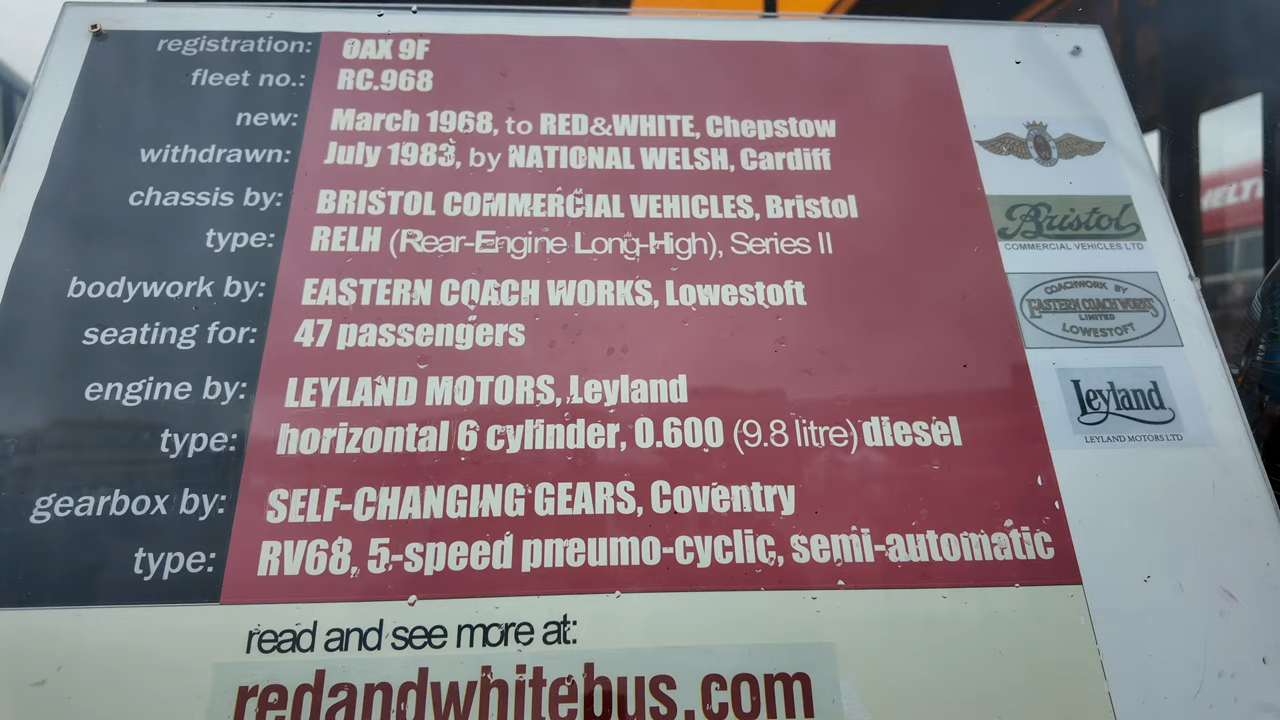 registration: OAX 9F
fleet no.: RC.968
new: March 1968, to RED&WHITE, Chepstow
withdrawn: July 1983, by NATIONAL WELSH, Cardiff
chassis by: BRISTOL COMMERCIAL VEHICLES, Bristol
type: RELH (Rear-Engine Long-High), Series II
bodywork by: EASTERN COACH WORKS, Lowestoft
seating for: 47 passengers
engine by: LEYLAND MOTORS, Leyland
type: horizontal 6 cylinder, 0.600 (9.8 litre) diesel
gearbox by: SELF-CHANGING GEARS, Coventry
type: RV68, 5-speed pneumo-cyclic, semi-automatic
read and see more at:
redandwhitebus.com
Bristol
COMMERCIAL VEHICLES LTD
COACHWORK BY
EASTERN COACH WORKS
LIMITED
LOWESTOFT
Leyland
LEYLAND MOTORS LTD